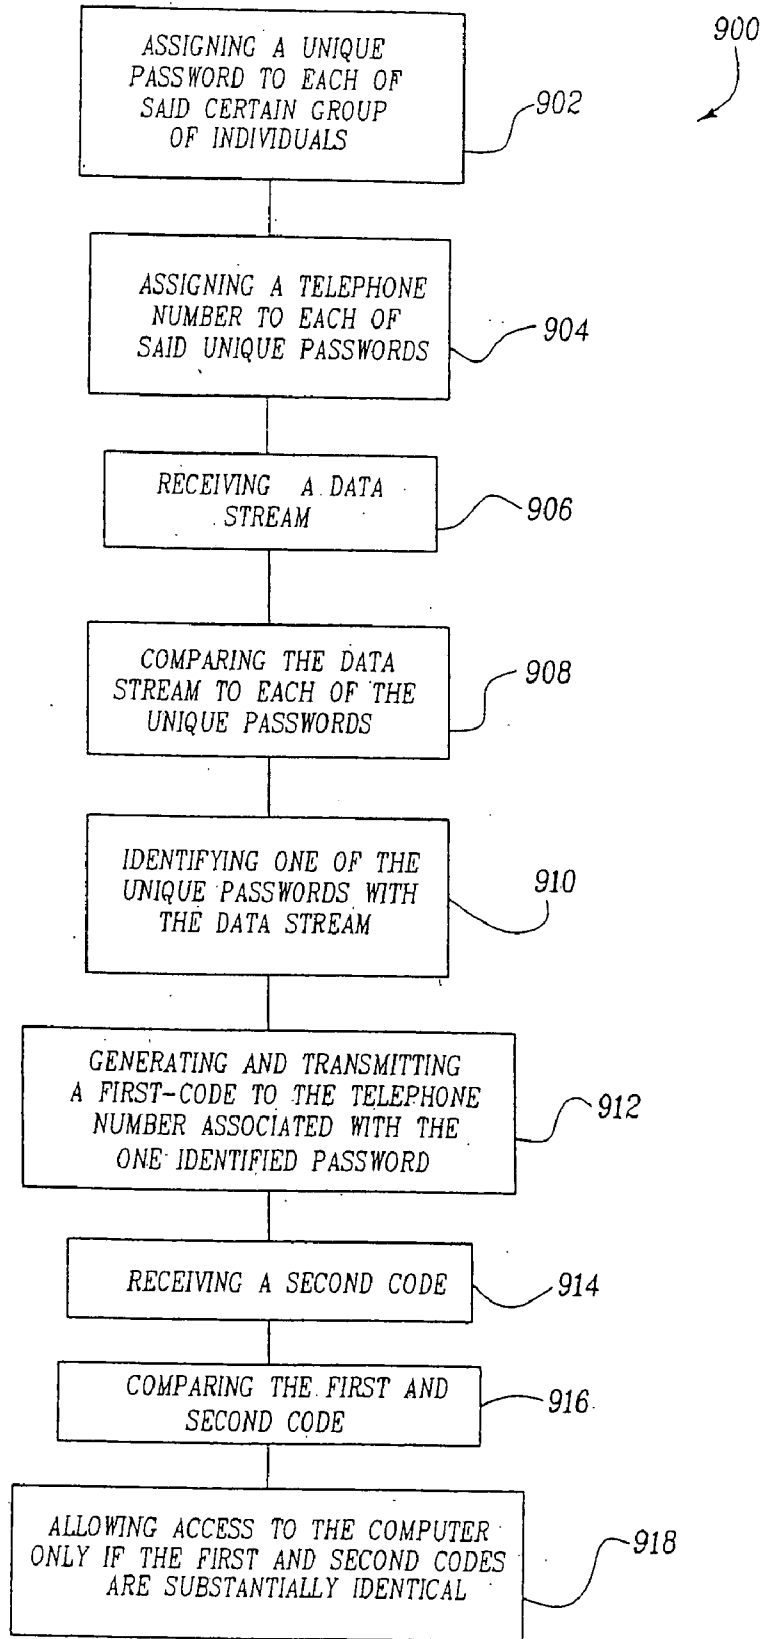 900
ASSIGNING A UNIQUE
PASSWORD TO EACH OF
SAID CERTAIN GROUP
OF INDIVIDUALS
902
ASSIGNING A TELEPHONE
NUMBER TO EACH OF
SAID UNIQUE PASSWORDS
904
RECEIVING A DATA
STREAM
906
COMPARING THE DATA
STREAM TO EACH OF THE
UNIQUE PASSWORDS
908
IDENTIFYING ONE OF THE
UNIQUE PASSWORDS WITH
THE DATA STREAM
910
GENERATING AND TRANSMITTING
A FIRST-CODE TO THE TELEPHONE
NUMBER ASSOCIATED WITH THE
ONE IDENTIFIED PASSWORD
912
RECEIVING A SECOND CODE
914
COMPARING THE FIRST AND
SECOND CODE
916
ALLOWING ACCESS TO THE COMPUTER
ONLY IF THE FIRST AND SECOND CODES
ARE SUBSTANTIALLY IDENTICAL
918